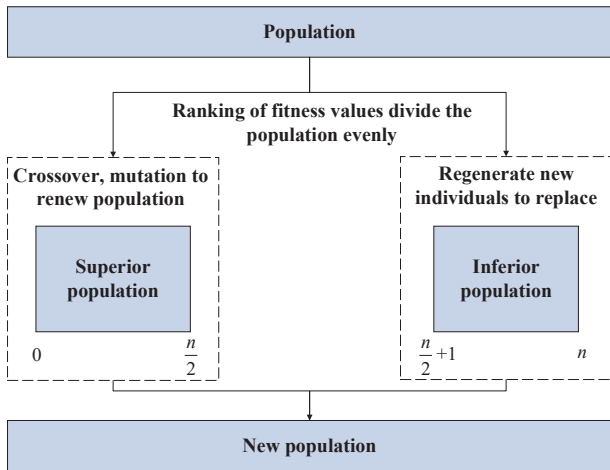 Population
Ranking of fitness values divide the
population evenly
Crossover, mutation to
renew population
Superior
population
0
n/2
Regenerate new
individuals to replace
Inferior
population
n/2 +1
n
New population